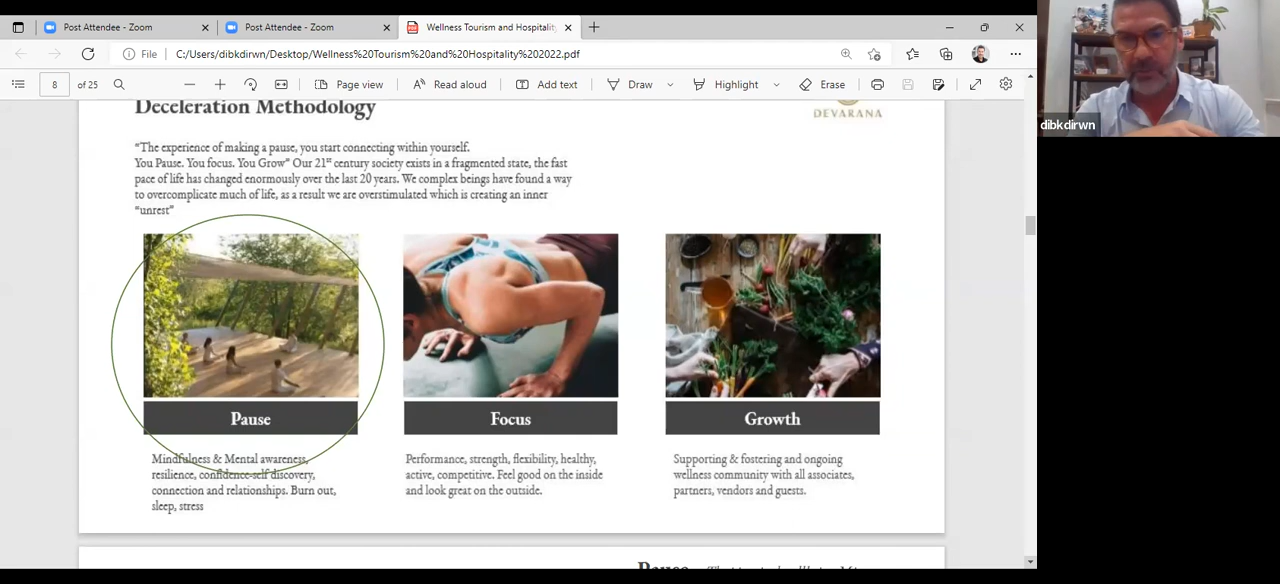 Post Attendee - Zoom
Post Attendee - Zoom
Wellness Tourism and Hospitality
File
C:/Users/dibkdirwn/Desktop/Wellness%20Tourism%20and%20Hospitality%202022.pdf
8 of 25
Page view
Read aloud
Add text
Draw
Highlight
Erase
dibkdirwn
Deceleration Methodology
DEVARANA
"The experience of making a pause, you start connecting within yourself.
You Pause. You focus. You Grow" Our 21st century society exists in a fragmented state, the fast
pace of life has changed enormously over the last 20 years. We complex beings have found a way
to overcomplicate much of life, as a result we are overstimulated which is creating an inner
"unrest"
Pause
Focus
Growth
Mindfulness & Mental awareness,
resilience, confidence-self discovery,
connection and relationships. Burn out,
sleep, stress
Performance, strength, flexibility, healthy,
active, competitive. Feel good on the inside
and look great on the outside.
Supporting & fostering and ongoing
wellness community with all associates,
partners, vendors and guests.
Pause